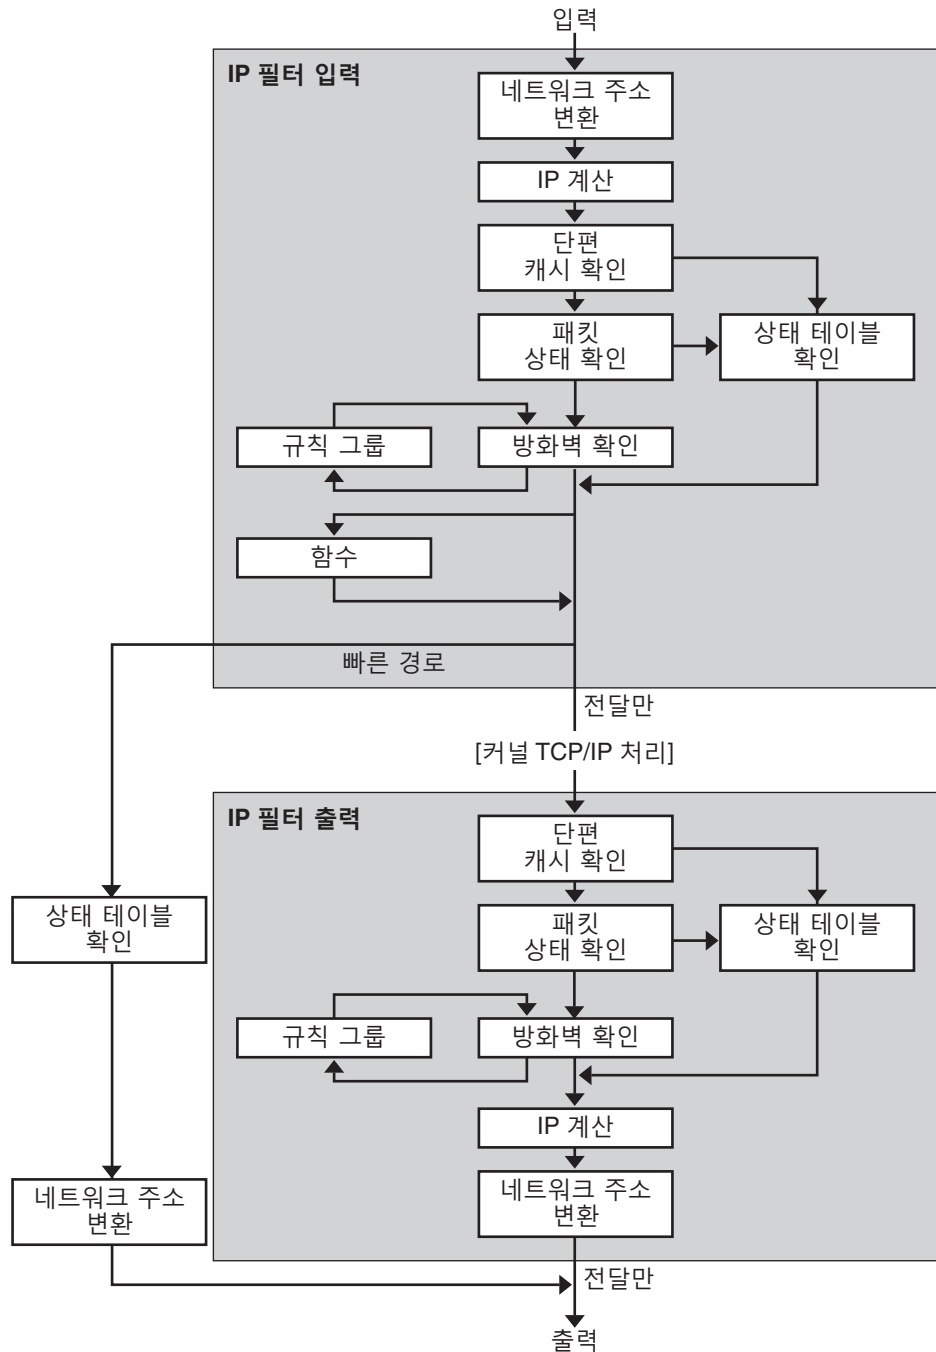 입력
IP 필터 입력
네트워크 주소
변환
IP 계산
단편
캐시 확인
패킷
상태 확인
상태 테이블
확인
규칙 그룹
방화벽 확인
함수
빠른 경로
전달만
[커널 TCP/IP 처리]
IP 필터 출력
단편
캐시 확인
상태 테이블
확인
패킷
상태 확인
상태 테이블
확인
규칙 그룹
방화벽 확인
IP 계산
네트워크 주소
변환
네트워크 주소
변환
전달만
출력